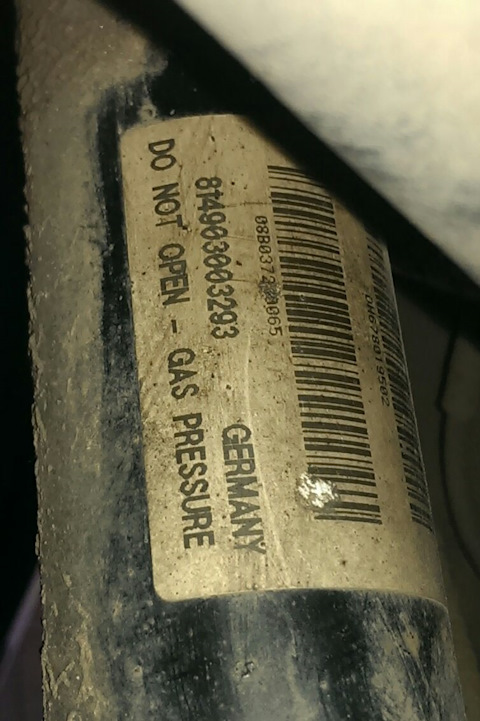 8T4903003293 GERMANY
DO NOT OPEN - GAS PRESSURE